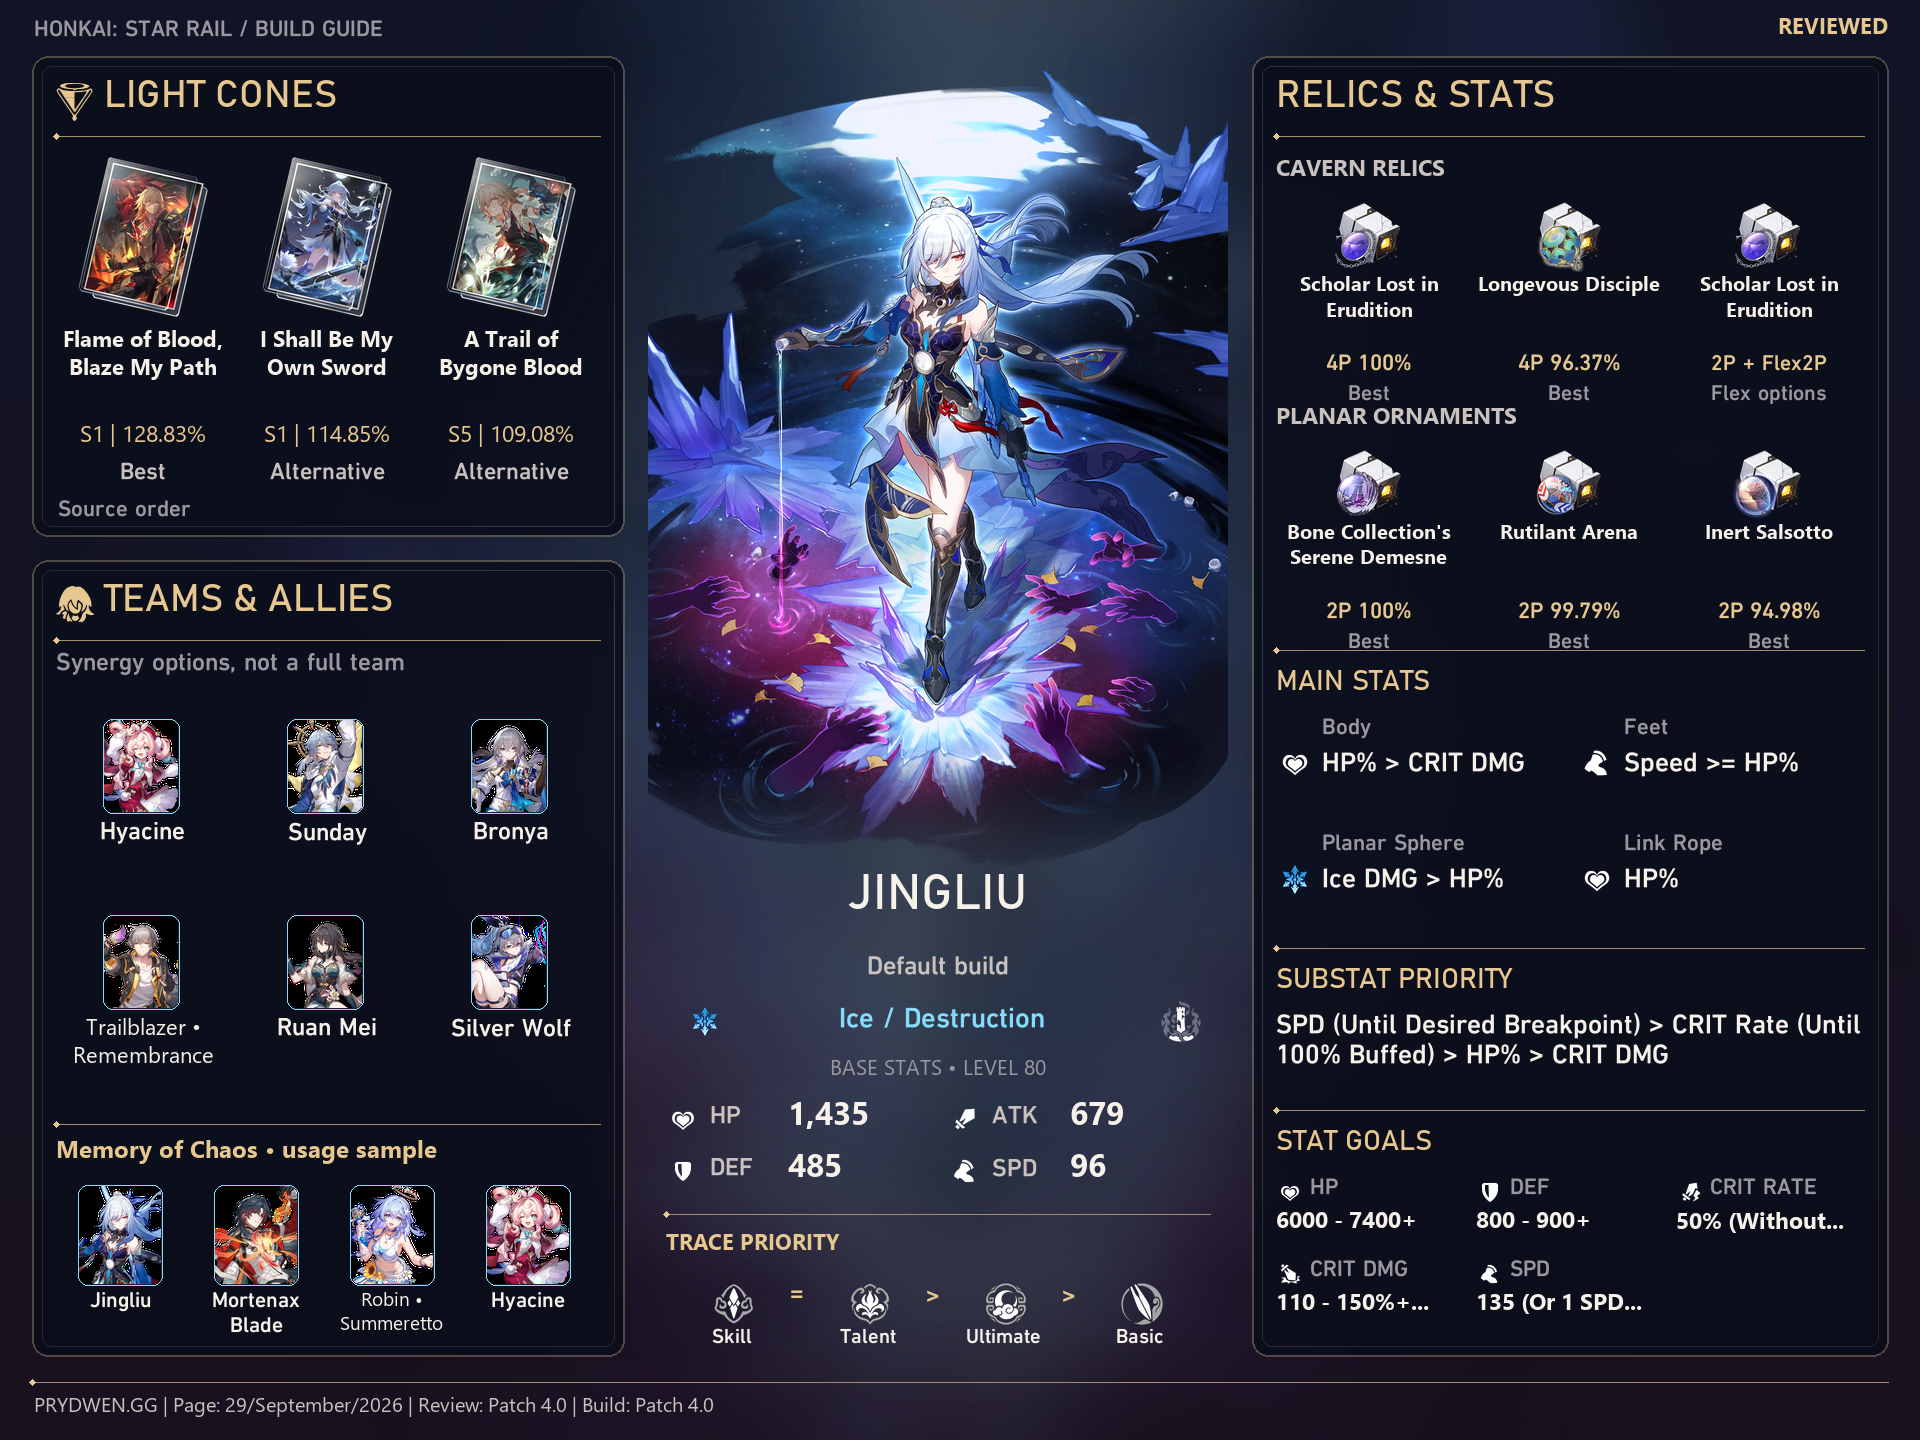 HONKAI: STAR RAIL / BUILD GUIDE
REVIEWED
LIGHT CONES
Flame of Blood,
Blaze My Path
S1 | 128.83%
Best
I Shall Be My
Own Sword
S1 | 114.85%
Alternative
A Trail of
Bygone Blood
S5 | 109.08%
Alternative
Source order
TEAMS & ALLIES
Synergy options, not a full team
Hyacine
Sunday
Bronya
Trailblazer •
Remembrance
Ruan Mei
Silver Wolf
Memory of Chaos • usage sample
Jingliu
Mortenax
Blade
Robin •
Summeretto
Hyacine
JINGLIU
Default build
Ice / Destruction
BASE STATS • LEVEL 80
HP 1,435
ATK 679
DEF 485
SPD 96
TRACE PRIORITY
Skill = Talent > Ultimate > Basic
RELICS & STATS
CAVERN RELICS
Scholar Lost in
Erudition
4P 100%
Best
Longevous Disciple
4P 96.37%
Best
Scholar Lost in
Erudition
2P + Flex2P
Flex options
PLANAR ORNAMENTS
Bone Collection's
Serene Demesne
2P 100%
Best
Rutilant Arena
2P 99.79%
Best
Inert Salsotto
2P 94.98%
Best
MAIN STATS
Body
HP% > CRIT DMG
Feet
Speed >= HP%
Planar Sphere
Ice DMG > HP%
Link Rope
HP%
SUBSTAT PRIORITY
SPD (Until Desired Breakpoint) > CRIT Rate (Until
100% Buffed) > HP% > CRIT DMG
STAT GOALS
HP
6000 - 7400+
DEF
800 - 900+
CRIT RATE
50% (Without...
CRIT DMG
110 - 150%+...
SPD
135 (Or 1 SPD...
PRYDWEN.GG | Page: 29/September/2026 | Review: Patch 4.0 | Build: Patch 4.0